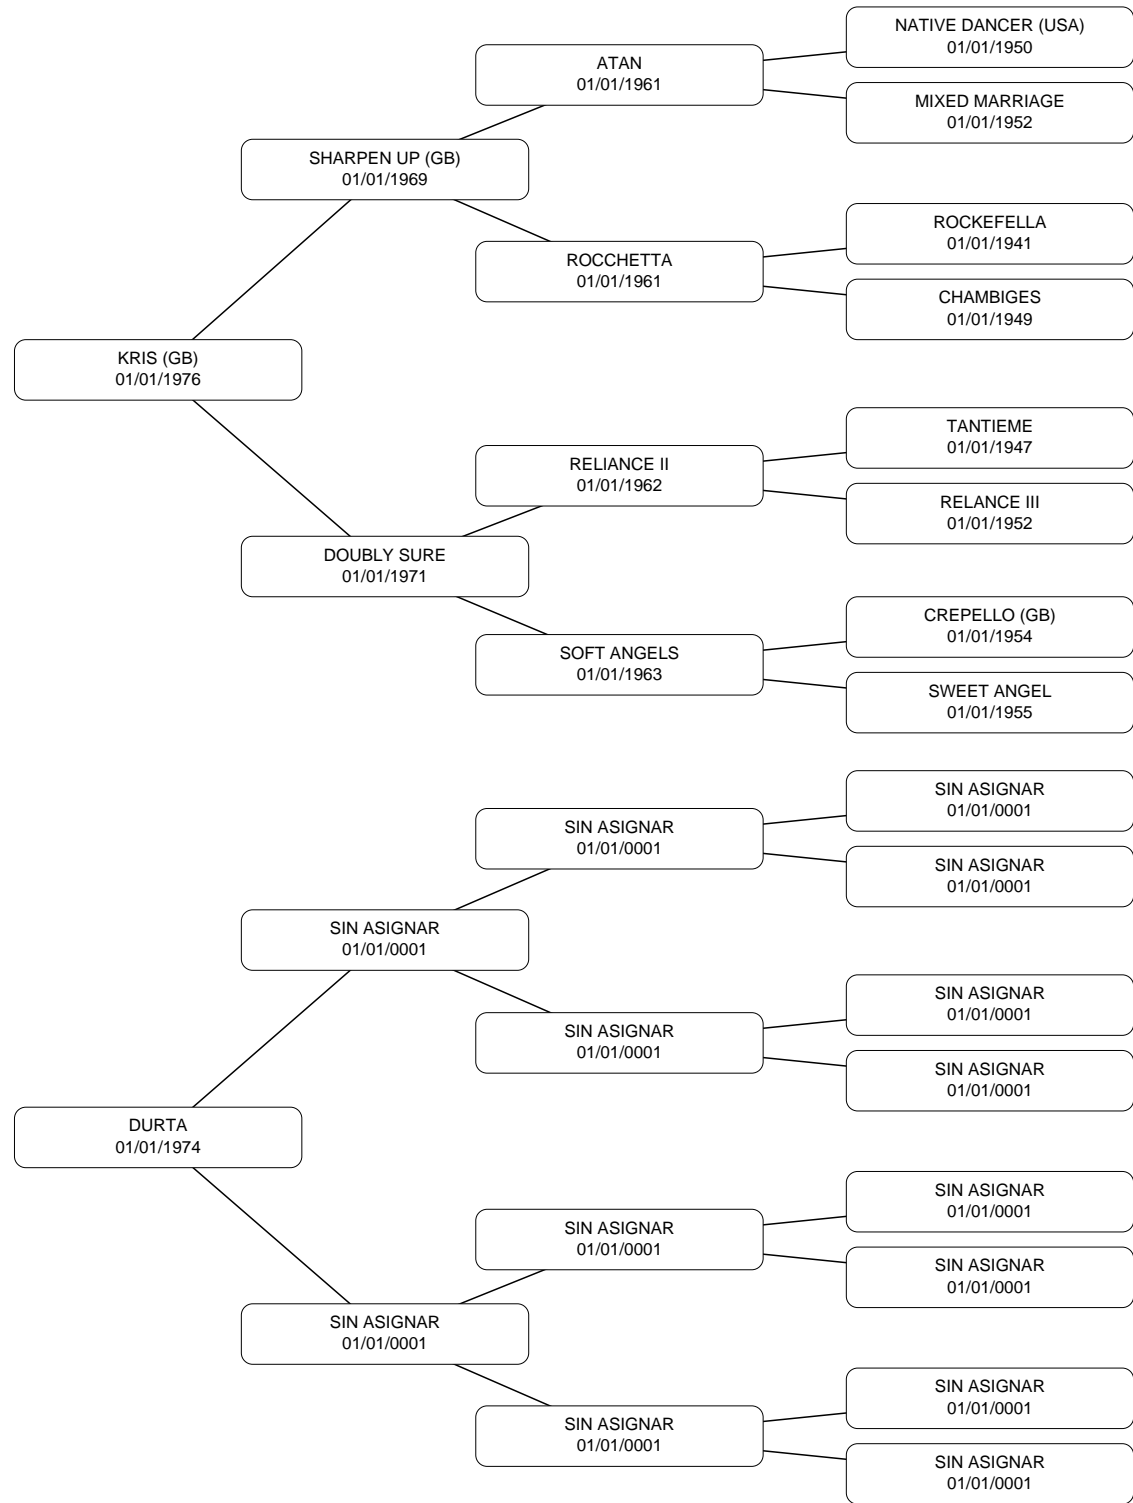 NATIVE DANCER (USA)
01/01/1950
ATAN
01/01/1961
MIXED MARRIAGE
01/01/1952
SHARPEN UP (GB)
01/01/1969
ROCKEFELLA
01/01/1941
ROCCHETTA
01/01/1961
CHAMBIGES
01/01/1949
KRIS (GB)
01/01/1976
TANTIEME
01/01/1947
RELIANCE II
01/01/1962
RELANCE III
01/01/1952
DOUBLY SURE
01/01/1971
CREPELLO (GB)
01/01/1954
SOFT ANGELS
01/01/1963
SWEET ANGEL
01/01/1955
SIN ASIGNAR
01/01/0001
SIN ASIGNAR
01/01/0001
SIN ASIGNAR
01/01/0001
SIN ASIGNAR
01/01/0001
SIN ASIGNAR
01/01/0001
SIN ASIGNAR
01/01/0001
SIN ASIGNAR
01/01/0001
DURTA
01/01/1974
SIN ASIGNAR
01/01/0001
SIN ASIGNAR
01/01/0001
SIN ASIGNAR
01/01/0001
SIN ASIGNAR
01/01/0001
SIN ASIGNAR
01/01/0001
SIN ASIGNAR
01/01/0001
SIN ASIGNAR
01/01/0001